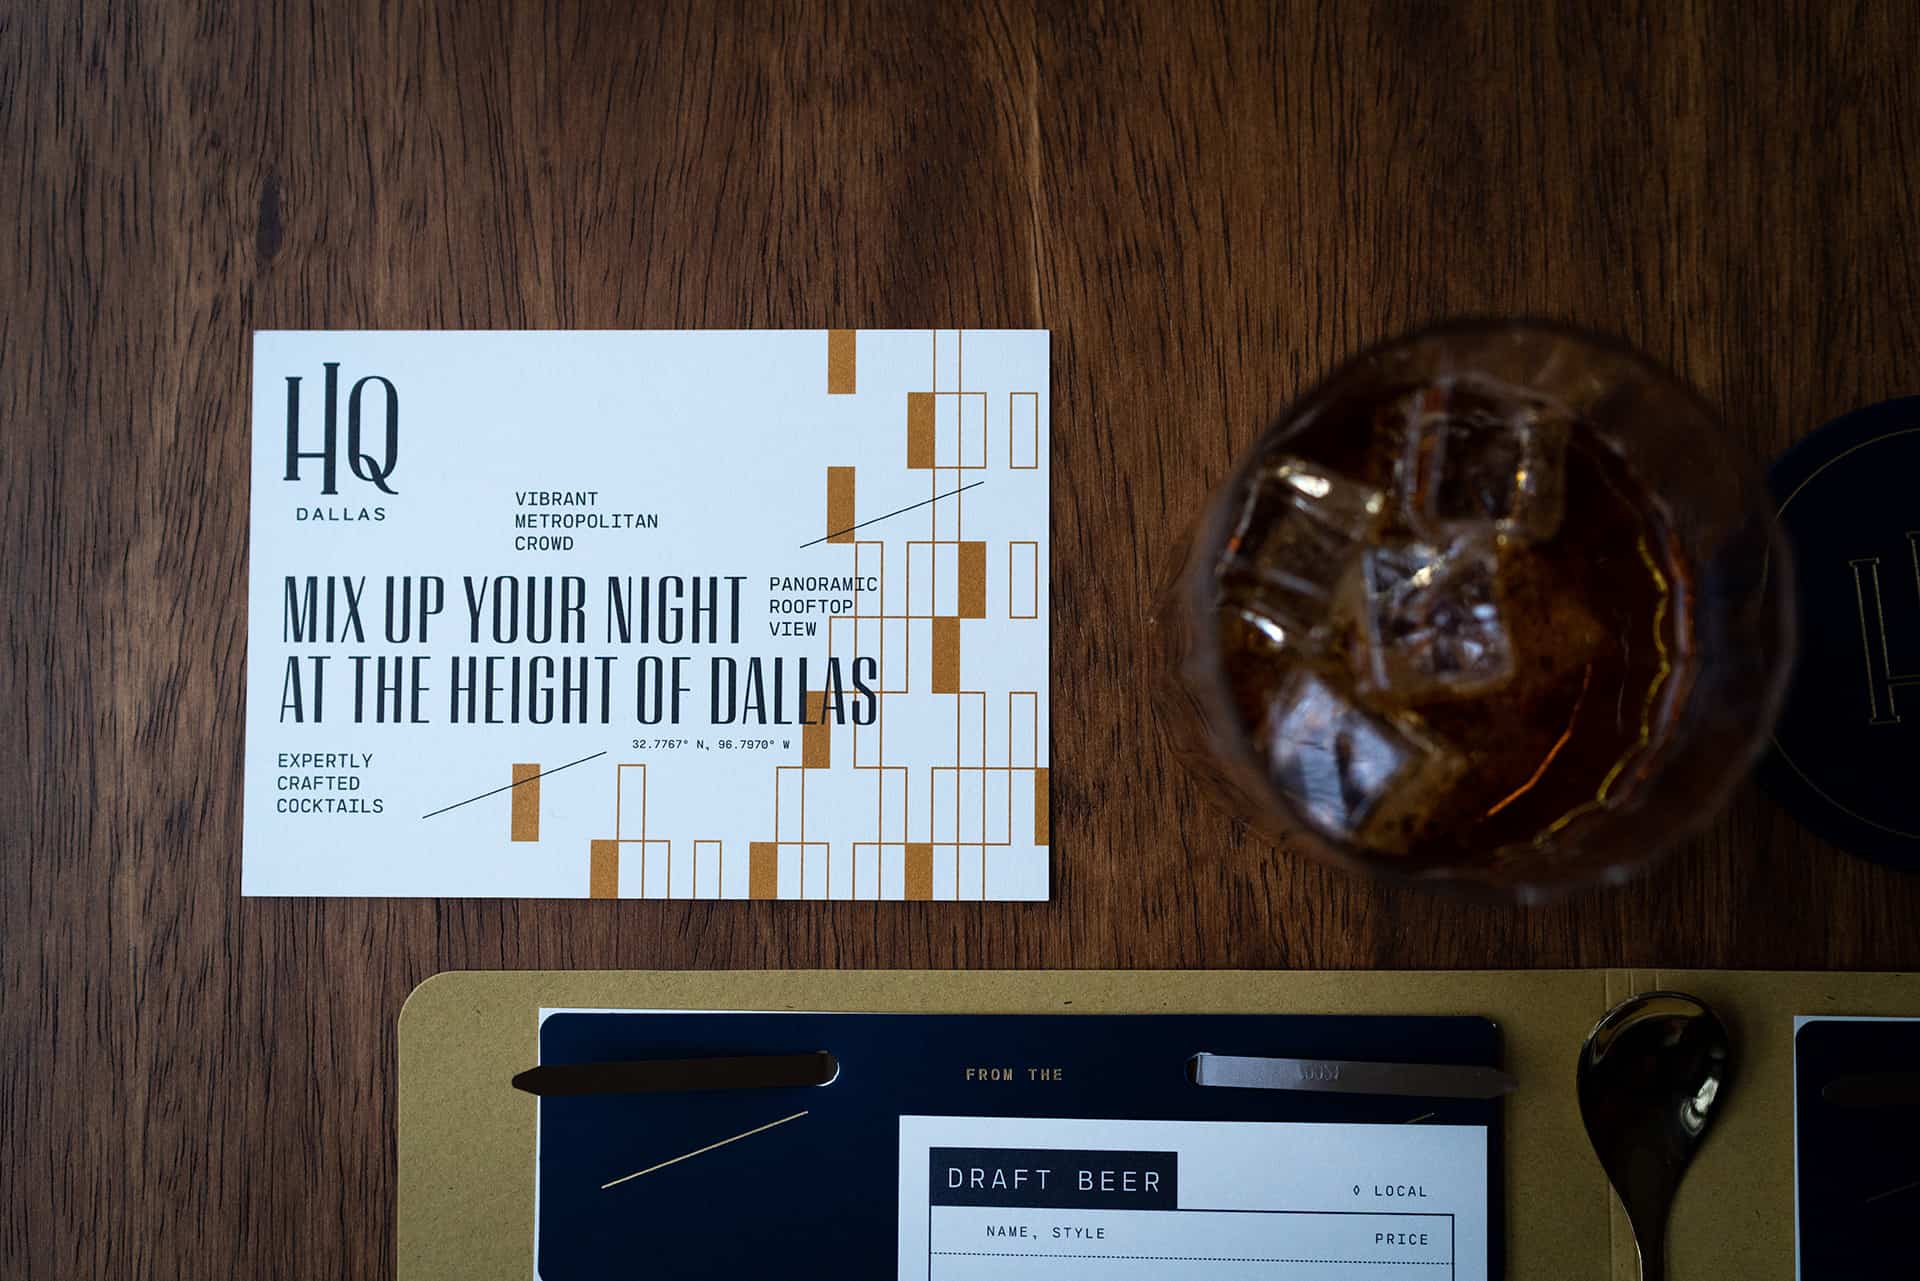 HQ
DALLAS
VIBRANT
METROPOLITAN
CROWD
MIX UP YOUR NIGHT
AT THE HEIGHT OF DALLAS
PANORAMIC
ROOFTOP
VIEW
32.7767° N, 96.7970° W
EXPERTLY
CRAFTED
COCKTAILS
FROM THE
DRAFT BEER
◊ LOCAL
NAME, STYLE
PRICE